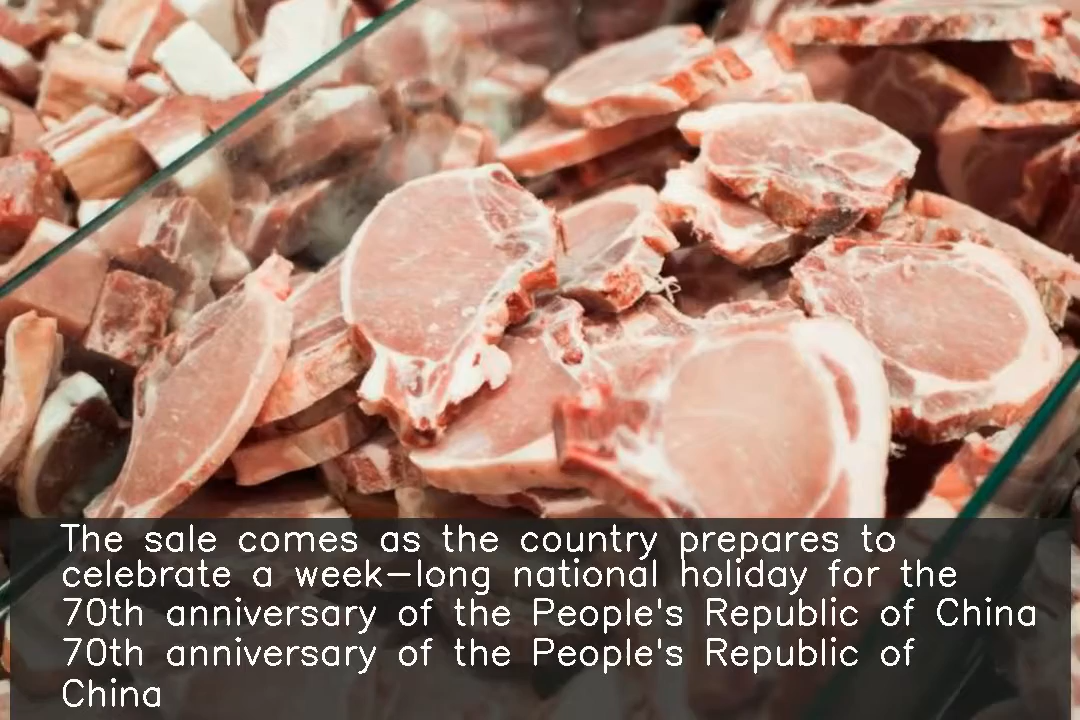 The sale comes as the country prepares to
celebrate a week-long national holiday for the
70th anniversary of the People's Republic of China
70th anniversary of the People's Republic of
China